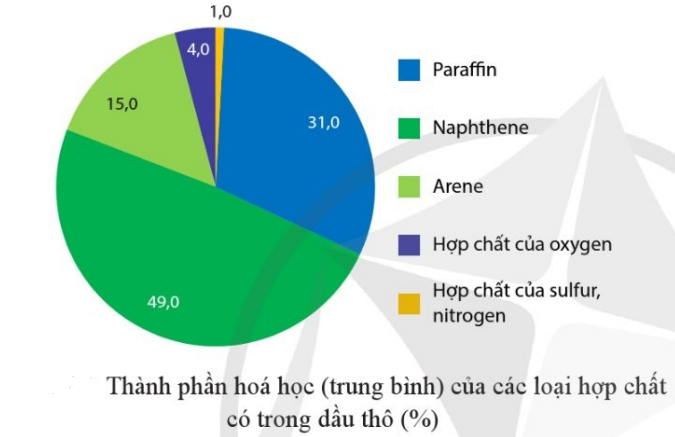 1,0
4,0
15,0
31,0
49,0
Paraffin
Naphthene
Arene
Hợp chất của oxygen
Hợp chất của sulfur,
nitrogen
Thành phần hoá học (trung bình) của các loại hợp chất
có trong dầu thô (%)